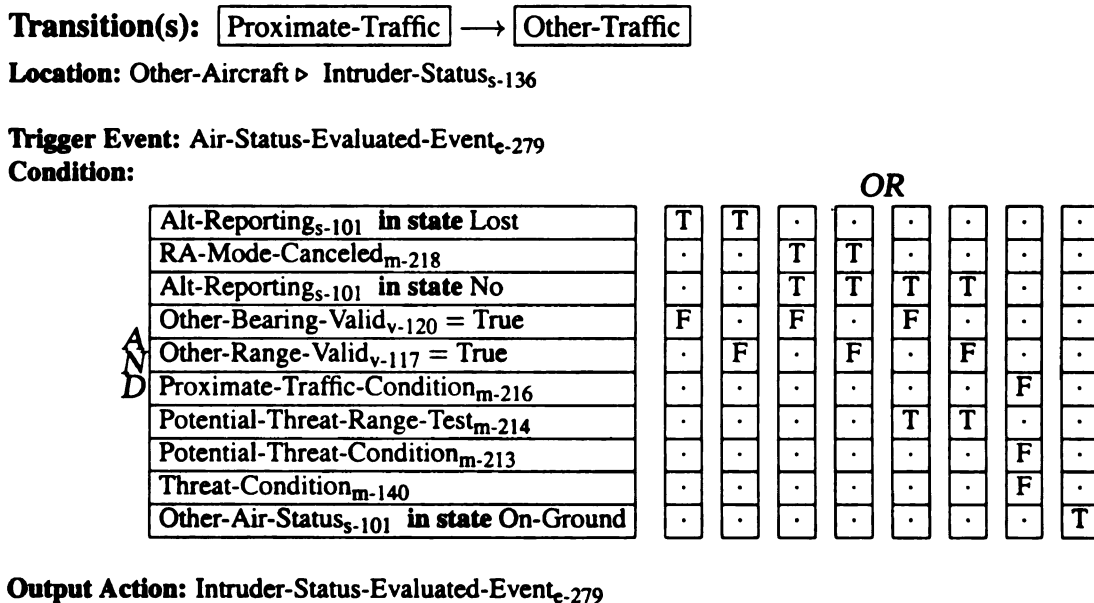 Transition(s): Proximate-Traffic ⟶ Other-Traffic
Location: Other-Aircraft ▹ Intruder-Status s-136
Trigger Event: Air-Status-Evaluated-Event e-279
Condition:
OR
Alt-Reporting s-101 in state Lost T T · · · · · ·
RA-Mode-Canceled m-218 · · T T · · · ·
Alt-Reporting s-101 in state No · · T T T T · ·
Other-Bearing-Valid v-120 = True F · F · F · · ·
A N D
Other-Range-Valid v-117 = True · F · F · F · ·
Proximate-Traffic-Condition m-216 · · · · · · F ·
Potential-Threat-Range-Test m-214 · · · · T T · ·
Potential-Threat-Condition m-213 · · · · · · F ·
Threat-Condition m-140 · · · · · · F ·
Other-Air-Status s-101 in state On-Ground · · · · · · · T
Output Action: Intruder-Status-Evaluated-Event e-279